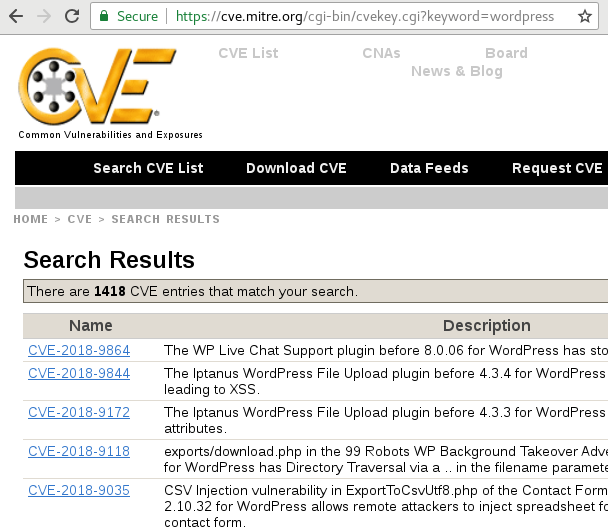 Secure https://cve.mitre.org/cgi-bin/cvekey.cgi?keyword=wordpress
CVE List CNAs Board
News & Blog
CVE
Common Vulnerabilities and Exposures
Search CVE List Download CVE Data Feeds Request CVE
HOME > CVE > SEARCH RESULTS
Search Results
There are 1418 CVE entries that match your search.
Name Description
CVE-2018-9864 The WP Live Chat Support plugin before 8.0.06 for WordPress has sto
CVE-2018-9844 The Iptanus WordPress File Upload plugin before 4.3.4 for WordPress
leading to XSS.
CVE-2018-9172 The Iptanus WordPress File Upload plugin before 4.3.3 for WordPress
attributes.
CVE-2018-9118 exports/download.php in the 99 Robots WP Background Takeover Adve
for WordPress has Directory Traversal via a .. in the filename paramete
CVE-2018-9035 CSV Injection vulnerability in ExportToCsvUtf8.php of the Contact Form
2.10.32 for WordPress allows remote attackers to inject spreadsheet fo
contact form.